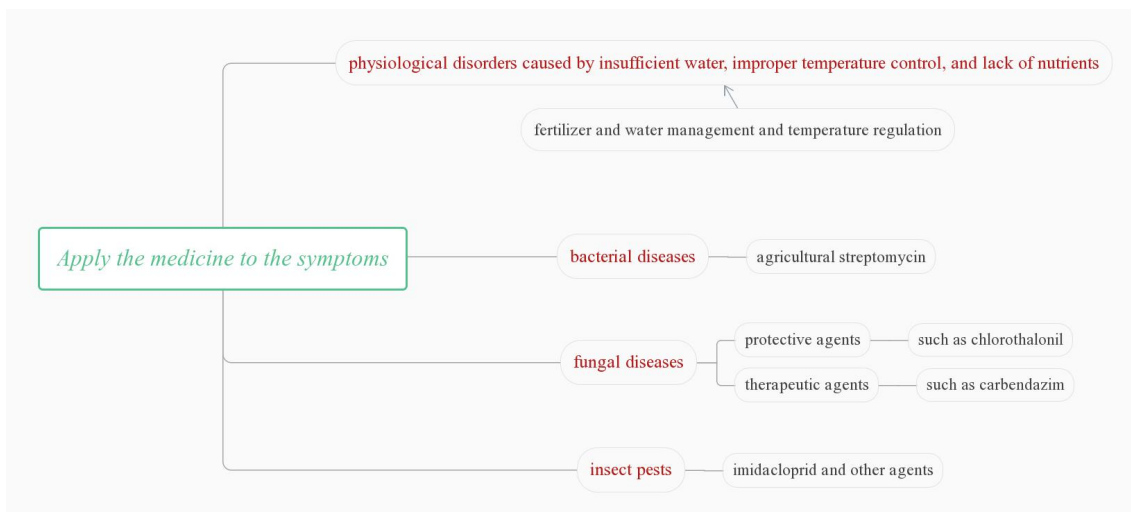 physiological disorders caused by insufficient water, improper temperature control, and lack of nutrients
fertilizer and water management and temperature regulation
Apply the medicine to the symptoms
bacterial diseases
agricultural streptomycin
fungal diseases
protective agents
such as chlorothalonil
therapeutic agents
such as carbendazim
insect pests
imidacloprid and other agents